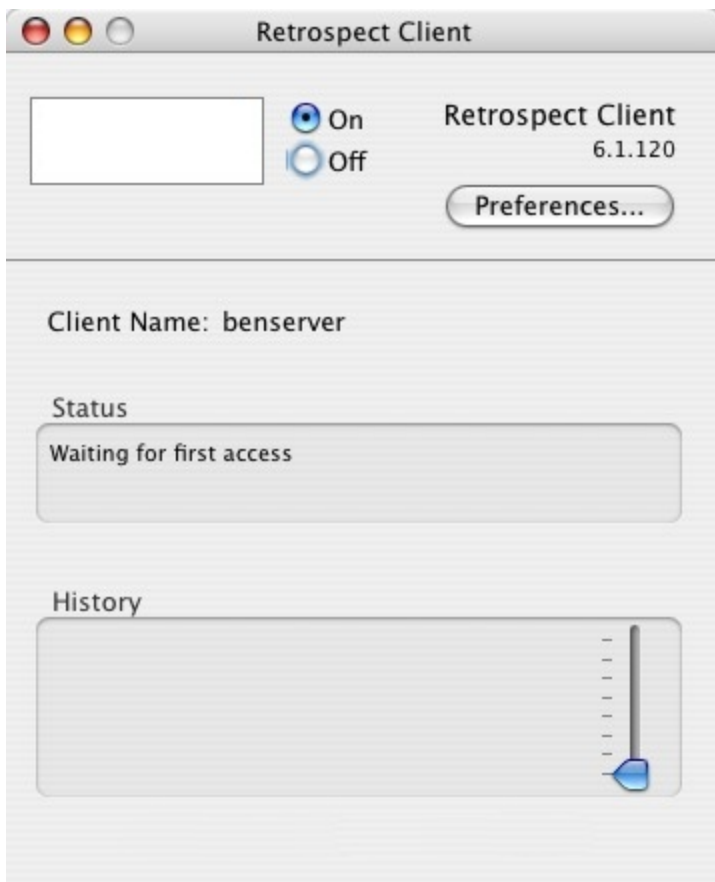 Retrospect Client
On
Off
Retrospect Client
6.1.120
Preferences...
Client Name: benserver
Status
Waiting for first access
History